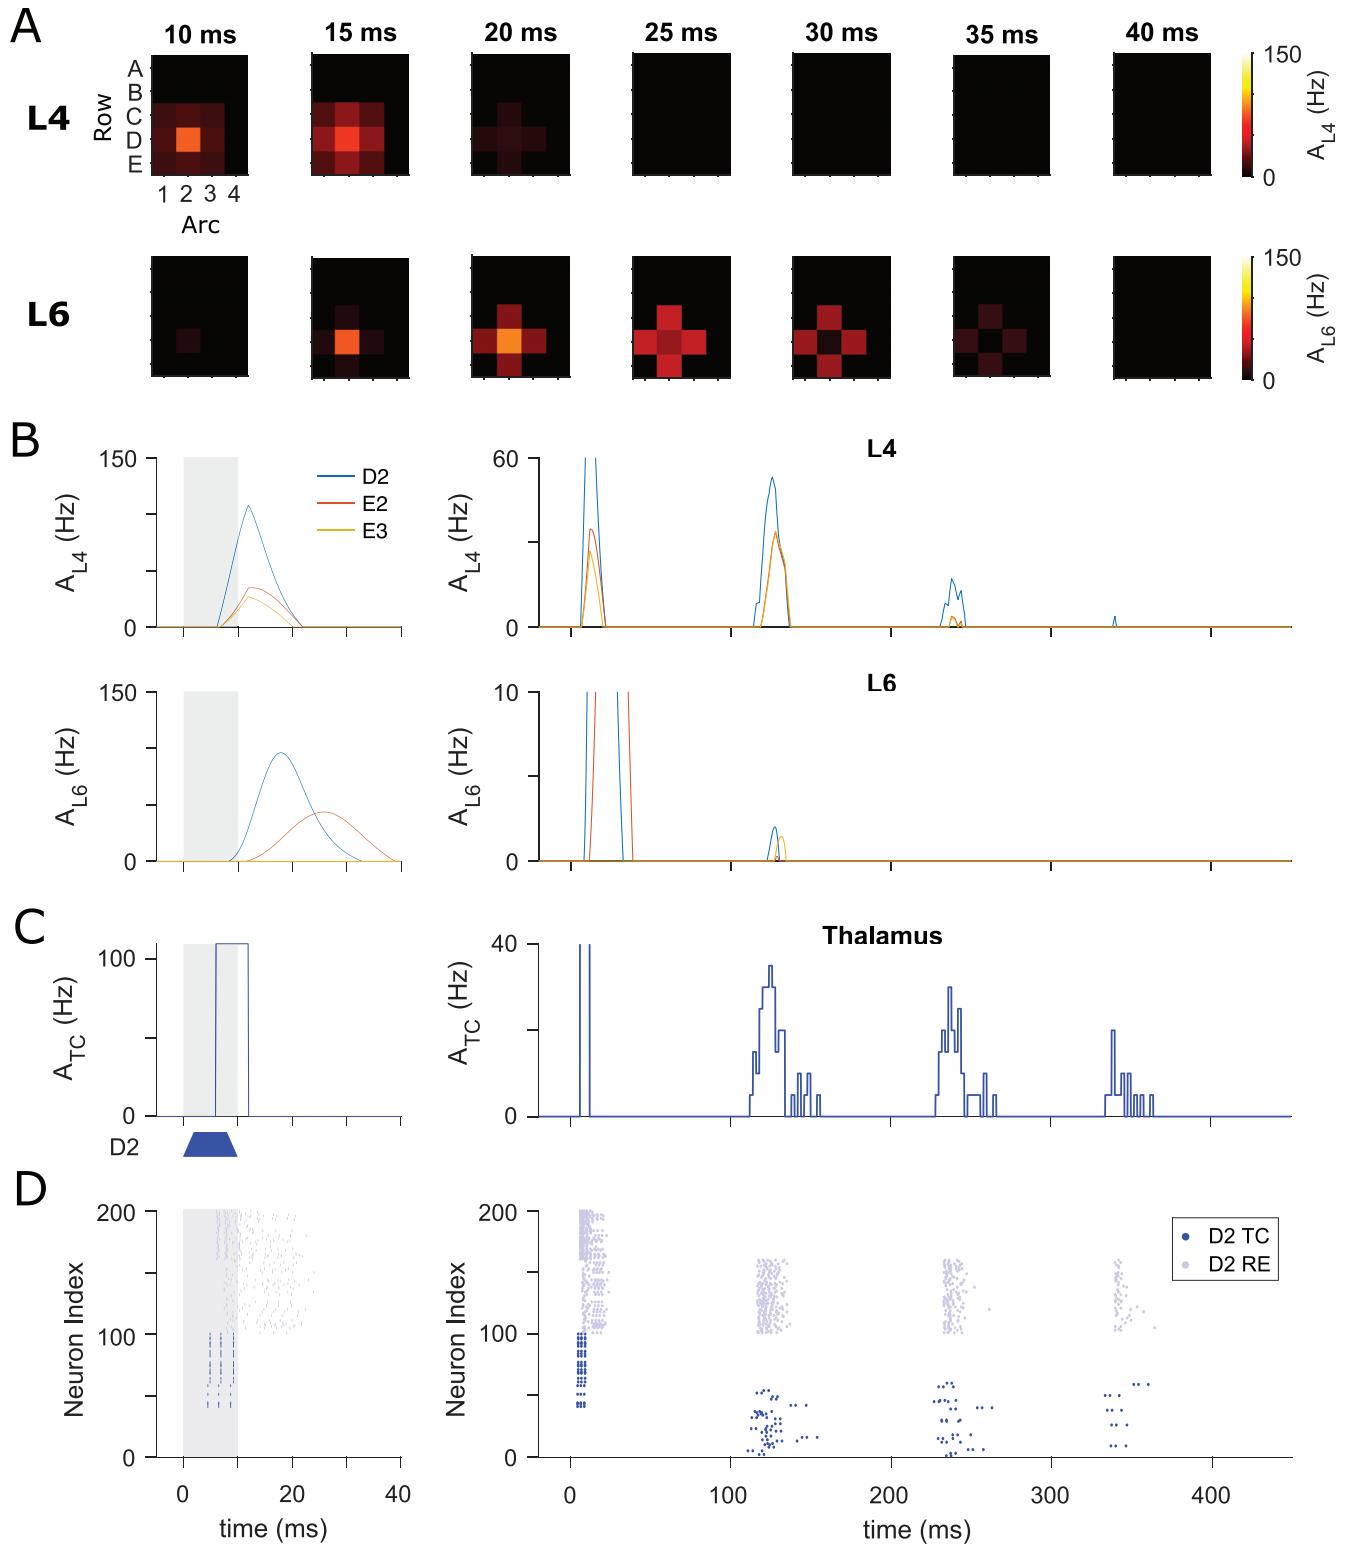 A
10 ms 15 ms 20 ms 25 ms 30 ms 35 ms 40 ms
L4
Row
A
B
C
D
E
1 2 3 4
Arc
150
0
A_L4 (Hz)
L6
150
0
A_L6 (Hz)
B
150
0
A_L4 (Hz)
D2
E2
E3
L4
60
0
A_L4 (Hz)
150
0
A_L6 (Hz)
L6
10
0
A_L6 (Hz)
C
100
0
A_TC (Hz)
D2
Thalamus
40
0
A_TC (Hz)
D
200
100
0
Neuron Index
0 20 40
time (ms)
200
100
0
Neuron Index
D2 TC
D2 RE
0 100 200 300 400
time (ms)